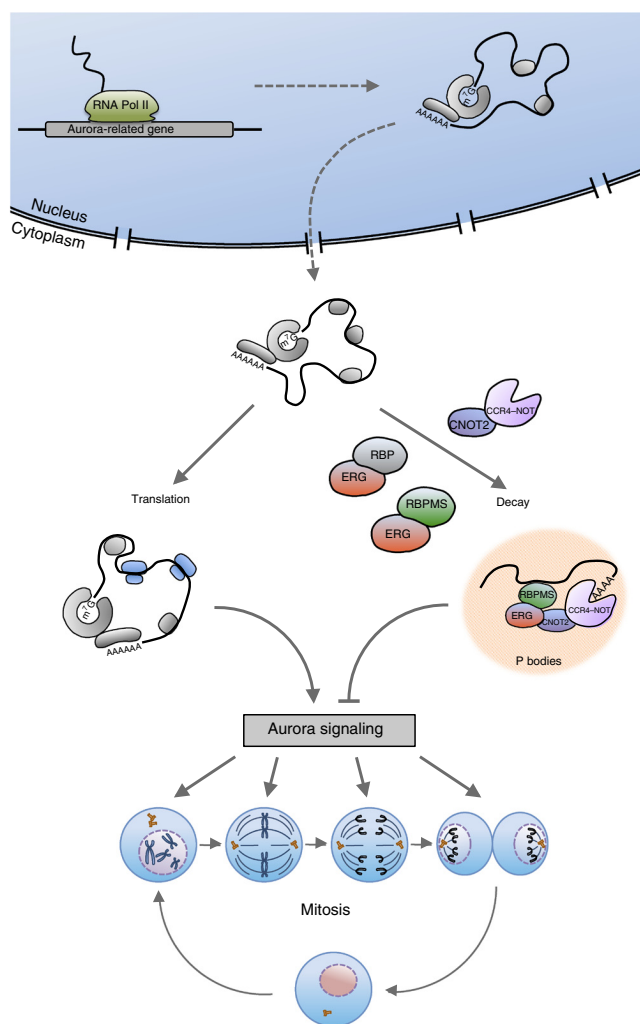 RNA Pol II
Aurora-related gene
m7G
AAAAAA
Nucleus
Cytoplasm
m7G
AAAAAA
CCR4–NOT
CNOT2
RBP
ERG
Translation
RBPMS
Decay
ERG
m7G
AAAAAA
AAAA
RBPMS
CCR4–NOT
ERG
CNOT2
P bodies
Aurora signaling
Mitosis